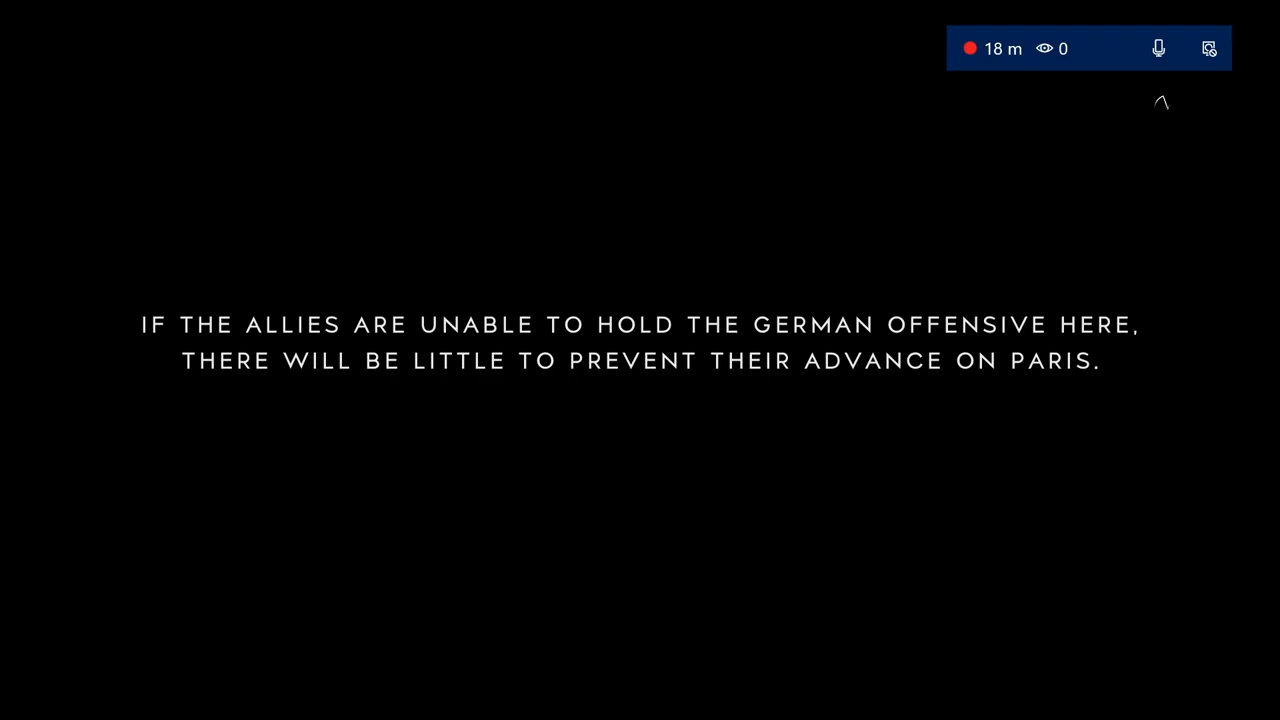 18 m 0
IF THE ALLIES ARE UNABLE TO HOLD THE GERMAN OFFENSIVE HERE,
THERE WILL BE LITTLE TO PREVENT THEIR ADVANCE ON PARIS.